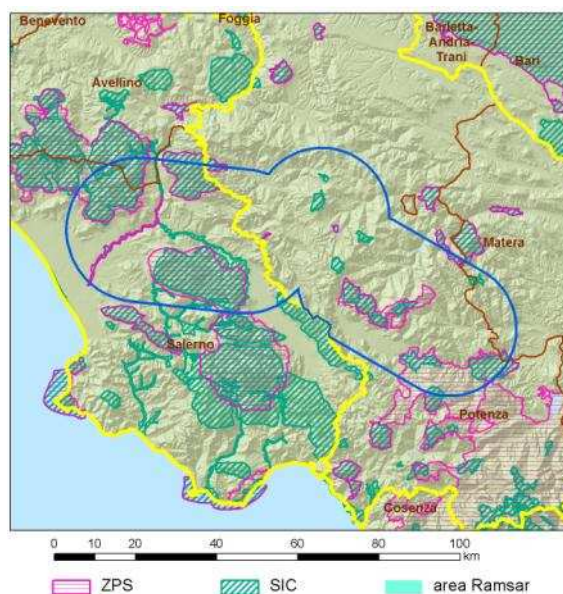 Benevento
Foggia
Barletta-
Andria-
Trani
Bari
Avellino
Matera
Salerno
Potenza
Cosenza
0 10 20 40 60 80 100
km
ZPS SIC area Ramsar